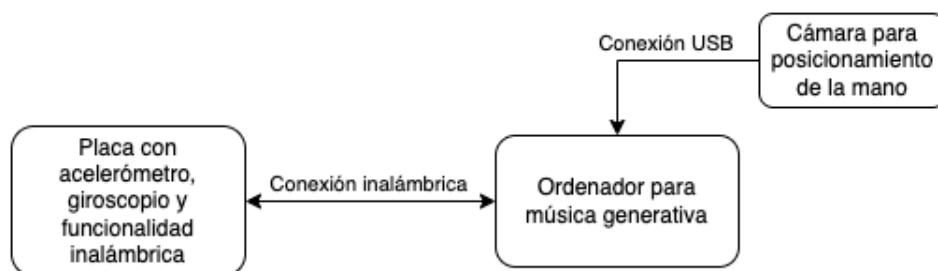 Conexión USB
Cámara para
posicionamiento
de la mano
Placa con
acelerómetro,
giroscopio y
funcionalidad
inalámbrica
Conexión inalámbrica
Ordenador para
música generativa